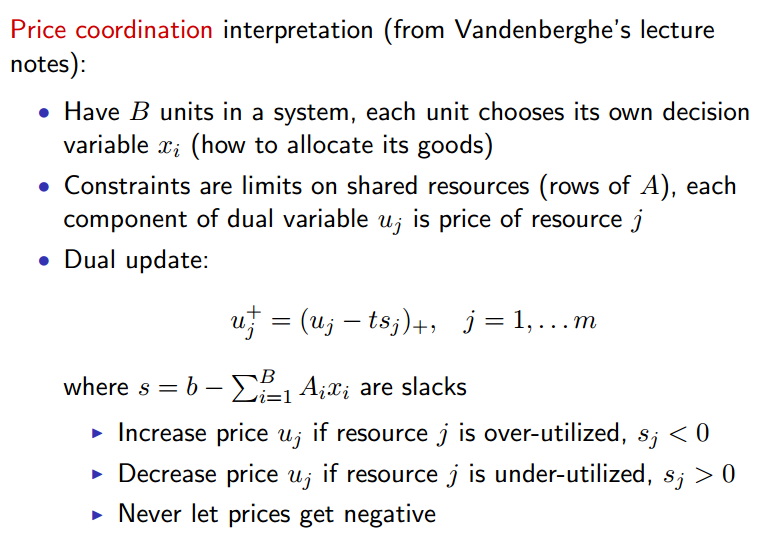 Price coordination interpretation (from Vandenberghe's lecture
notes):
• Have B units in a system, each unit chooses its own decision
variable x_i (how to allocate its goods)
• Constraints are limits on shared resources (rows of A), each
component of dual variable u_j is price of resource j
• Dual update:
u_j^+ = (u_j − ts_j)_+, j = 1, . . . m
where s = b − ∑_{i=1}^B A_i x_i are slacks
▶ Increase price u_j if resource j is over-utilized, s_j < 0
▶ Decrease price u_j if resource j is under-utilized, s_j > 0
▶ Never let prices get negative